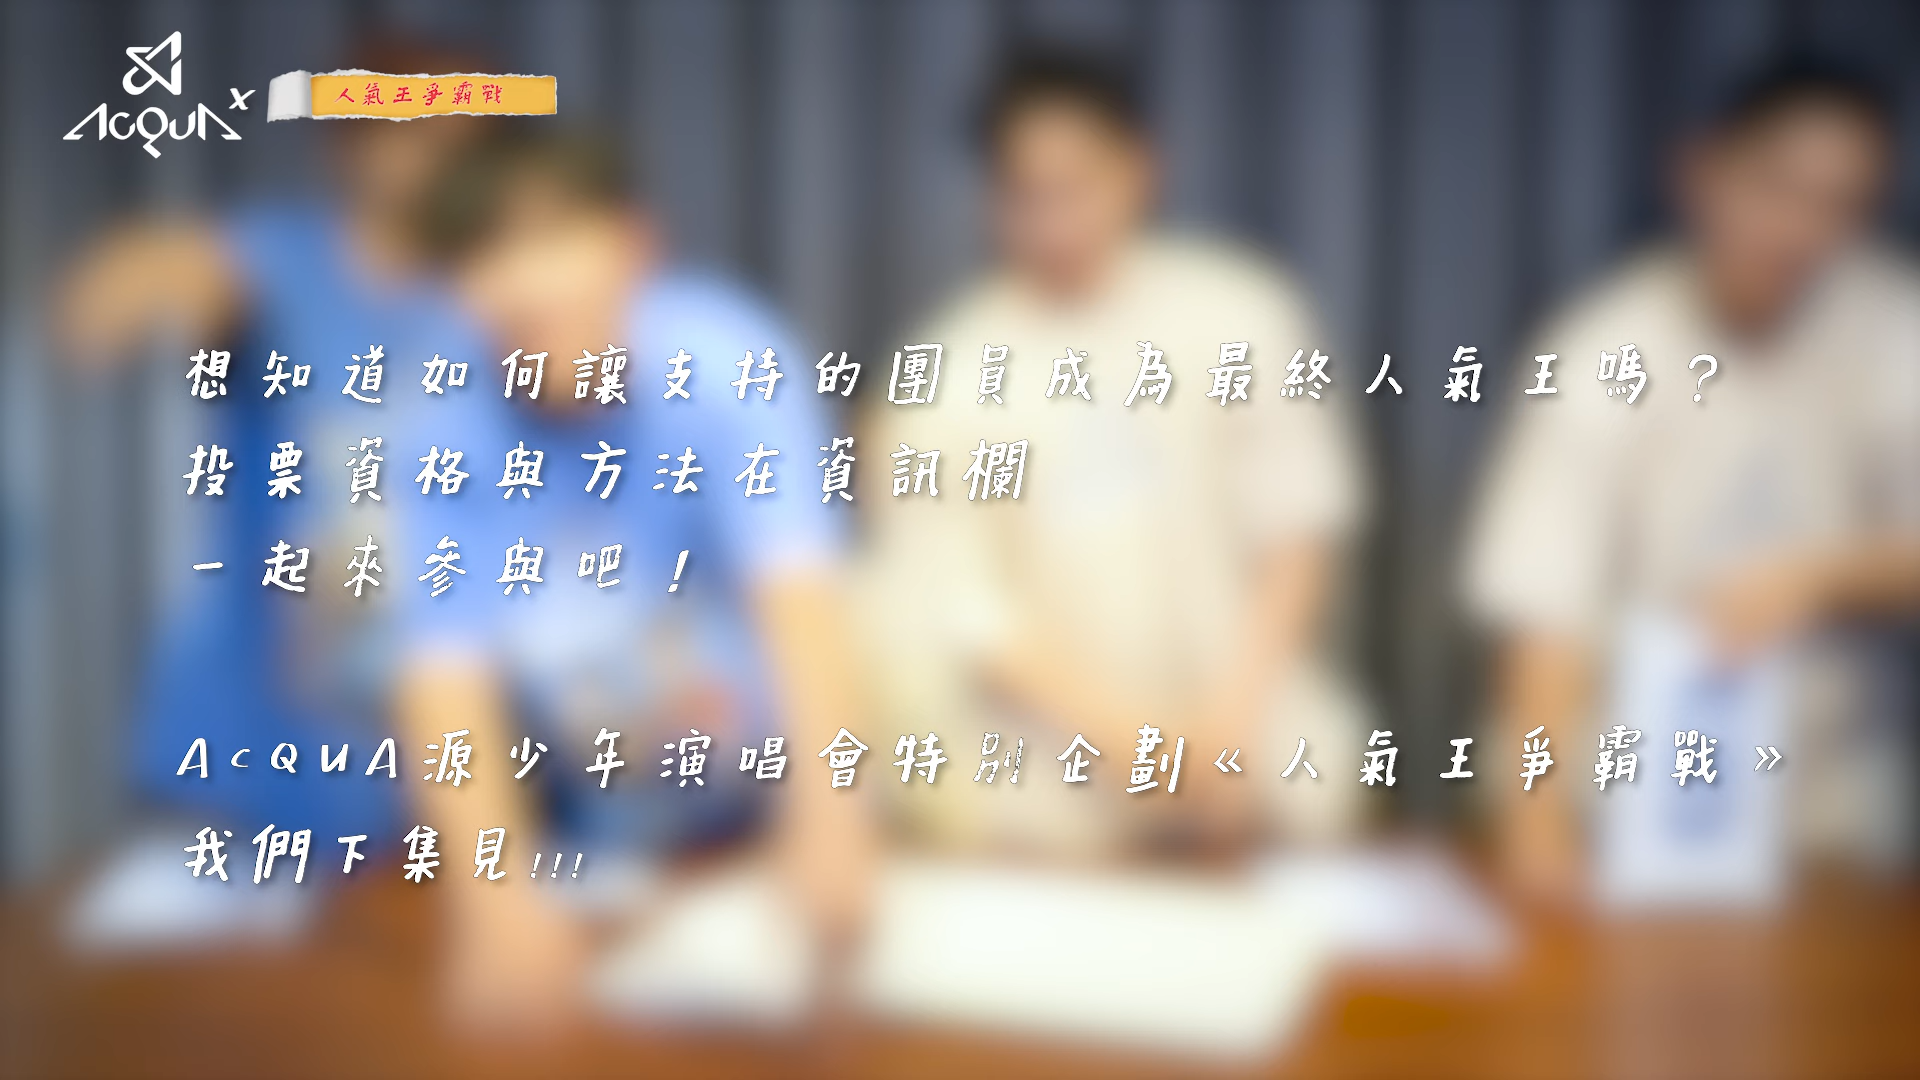 AcQUA x 人氣王爭霸戰
想知道如何讓支持的團員成為最終人氣王嗎？
投票資格與方法在資訊欄
一起來參與吧！
AcQUA源少年演唱會特別企劃《人氣王爭霸戰》
我們下集見!!!